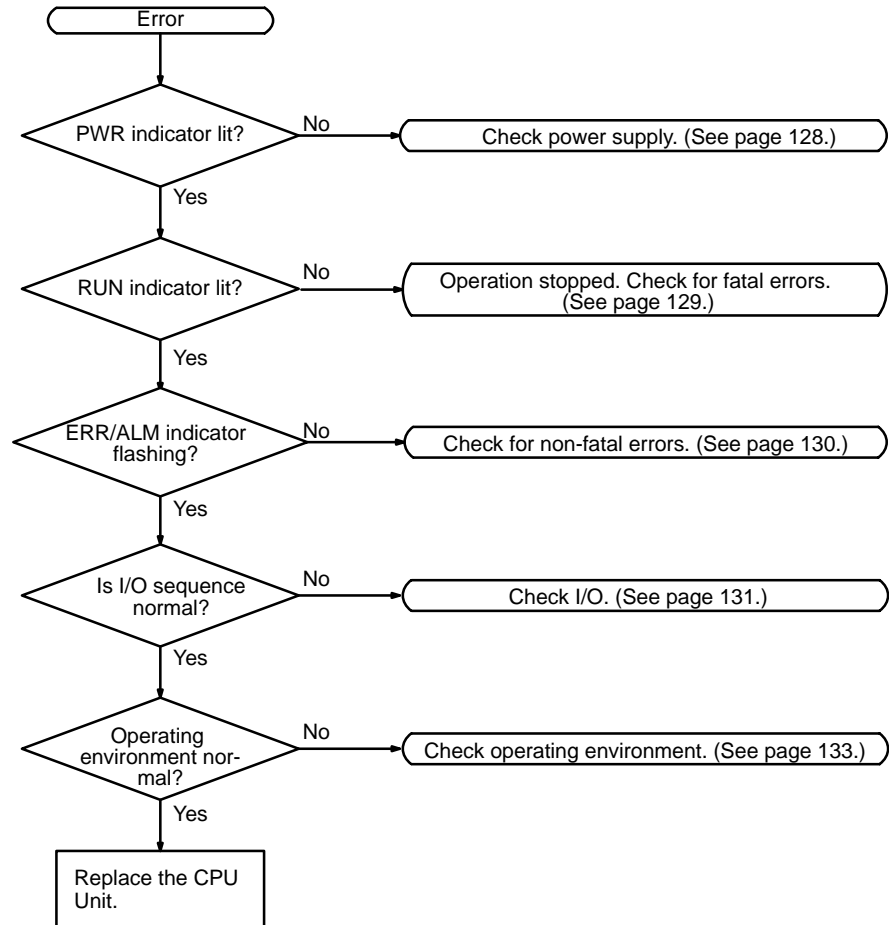 Error
PWR indicator lit?
No
Check power supply. (See page 128.)
Yes
RUN indicator lit?
No
Operation stopped. Check for fatal errors.
(See page 129.)
Yes
ERR/ALM indicator
flashing?
No
Check for non-fatal errors. (See page 130.)
Yes
Is I/O sequence
normal?
No
Check I/O. (See page 131.)
Yes
Operating
environment nor-
mal?
No
Check operating environment. (See page 133.)
Yes
Replace the CPU
Unit.